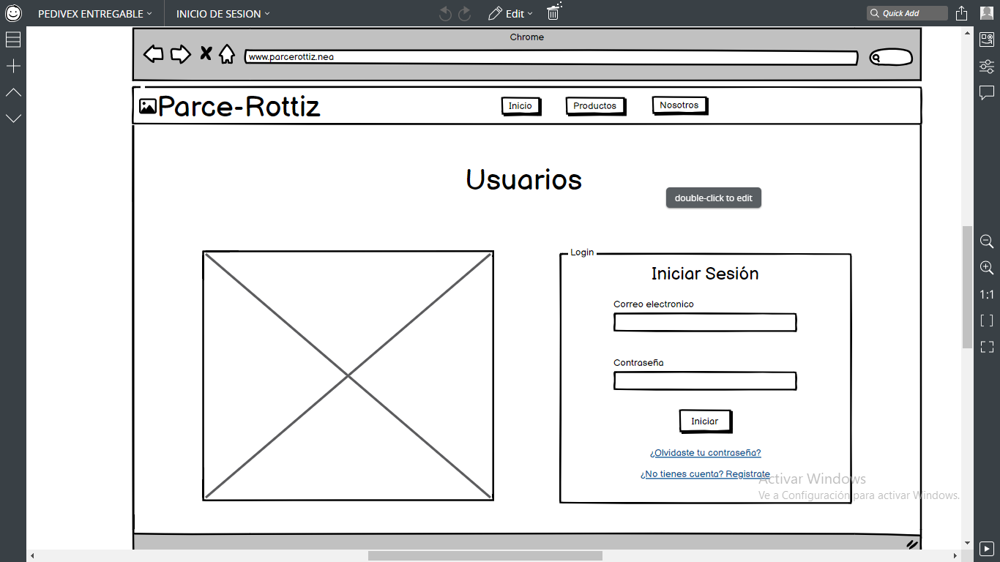 PEDIVEX ENTREGABLE
INICIO DE SESION
Edit
Quick Add
Chrome
www.parcerottiz.nea
Parce-Rottiz
Inicio
Productos
Nosotros
Usuarios
double-click to edit
Login
Iniciar Sesión
Correo electronico
Contraseña
Iniciar
¿Olvidaste tu contraseña?
¿No tienes cuenta? Registrate
Activar Windows
Ve a Configuración para activar Windows.
1:1